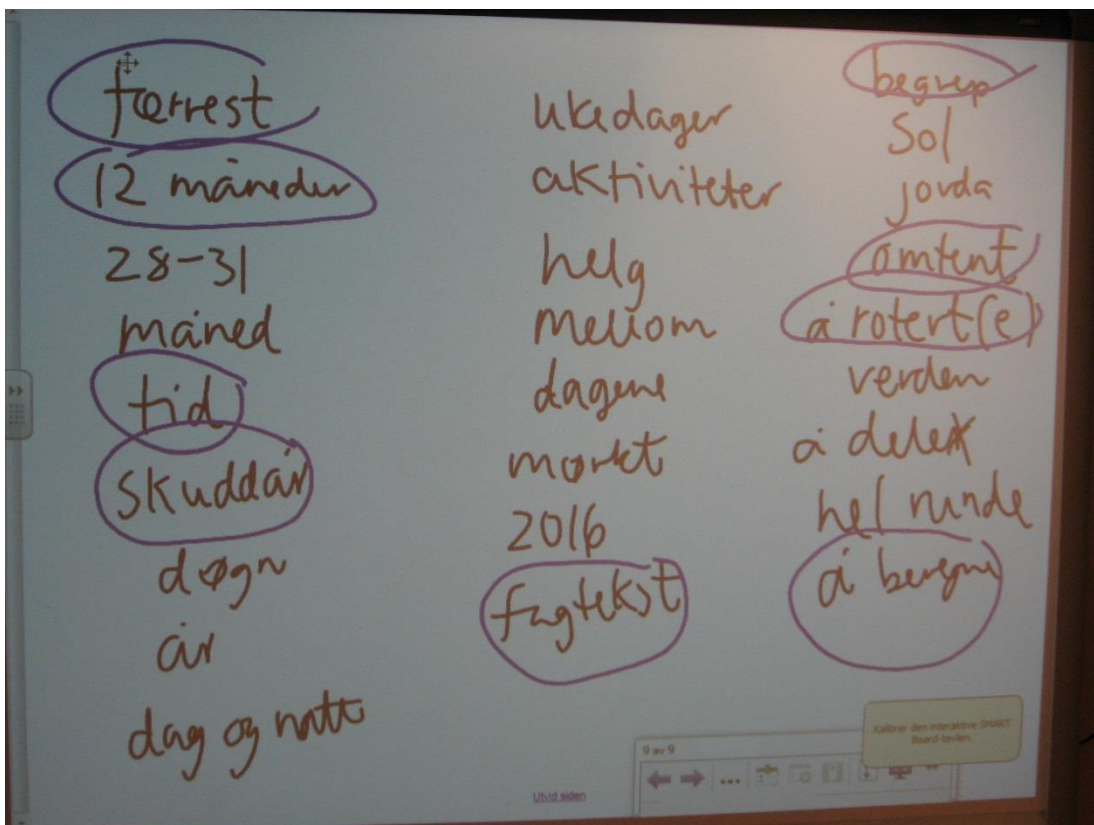 færrest
12 måneder
28-31
måned
tid
skuddår
døgn
år
dag og natt
ukedager
aktiviteter
helg
mellom
dagene
mørkt
2016
fagtekst
begrep
Sol
jorda
omtent
å rotert(e)
verden
å dele
hel runde
å beregne
9 av 9
Kalibrer den interaktive SMART
Board-tavlen.
Utvid siden